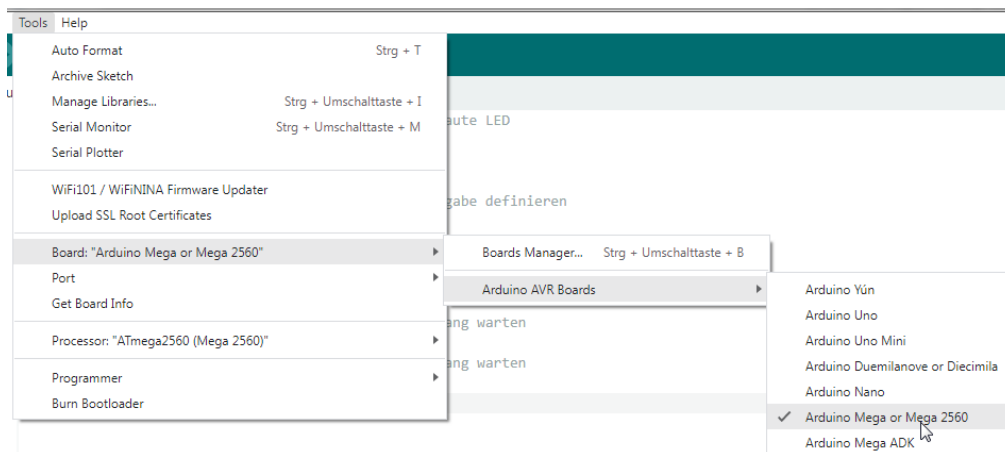 Tools Help
Auto Format Strg + T
Archive Sketch
Manage Libraries... Strg + Umschalttaste + I
Serial Monitor Strg + Umschalttaste + M
Serial Plotter
WiFi101 / WiFiNINA Firmware Updater
Upload SSL Root Certificates
Board: "Arduino Mega or Mega 2560"
Port
Get Board Info
Processor: "ATmega2560 (Mega 2560)"
Programmer
Burn Bootloader
aute LED
gabe definieren
Boards Manager... Strg + Umschalttaste + B
Arduino AVR Boards
ang warten
ang warten
Arduino Yún
Arduino Uno
Arduino Uno Mini
Arduino Duemilanove or Diecimila
Arduino Nano
Arduino Mega or Mega 2560
Arduino Mega ADK